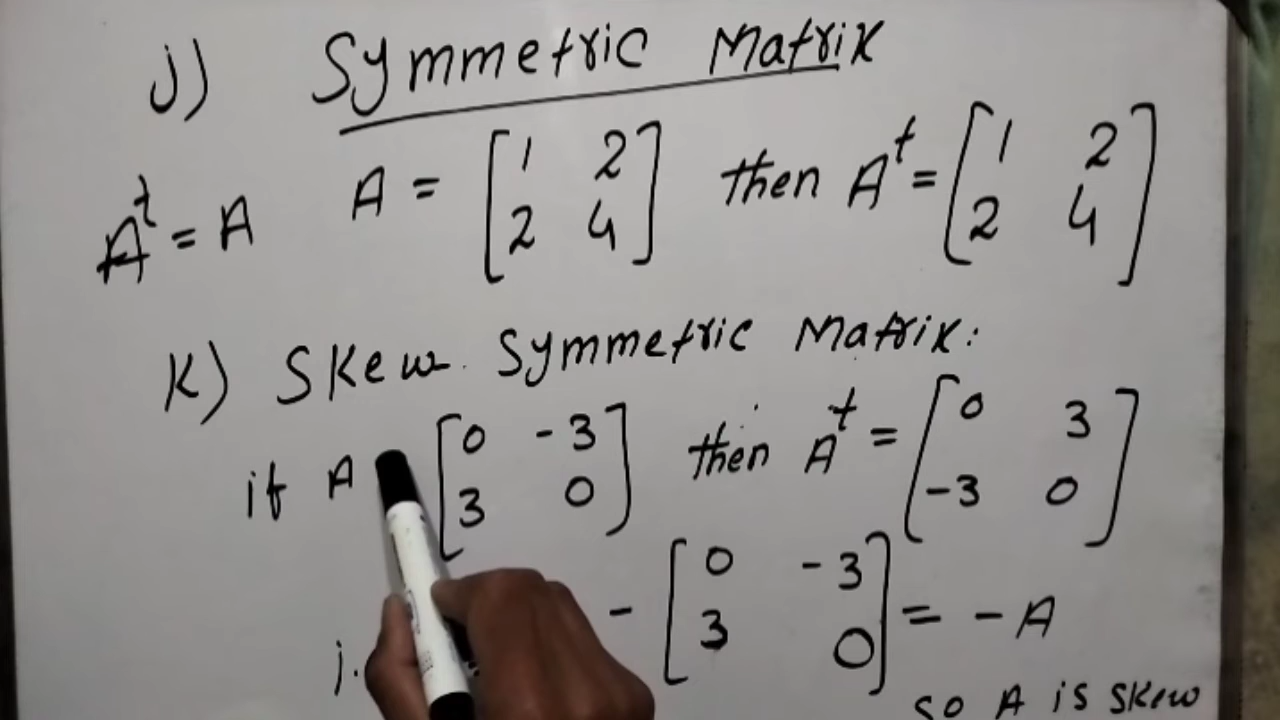 j) Symmetric Matrix
A^t = A A = [1 2; 2 4] then A^t = [1 2; 2 4]
K) Skew Symmetric Matrix:
if A [0 -3; 3 0] then A^t = [0 3; -3 0]
j. - [0 -3; 3 0] = - A
so A is skew